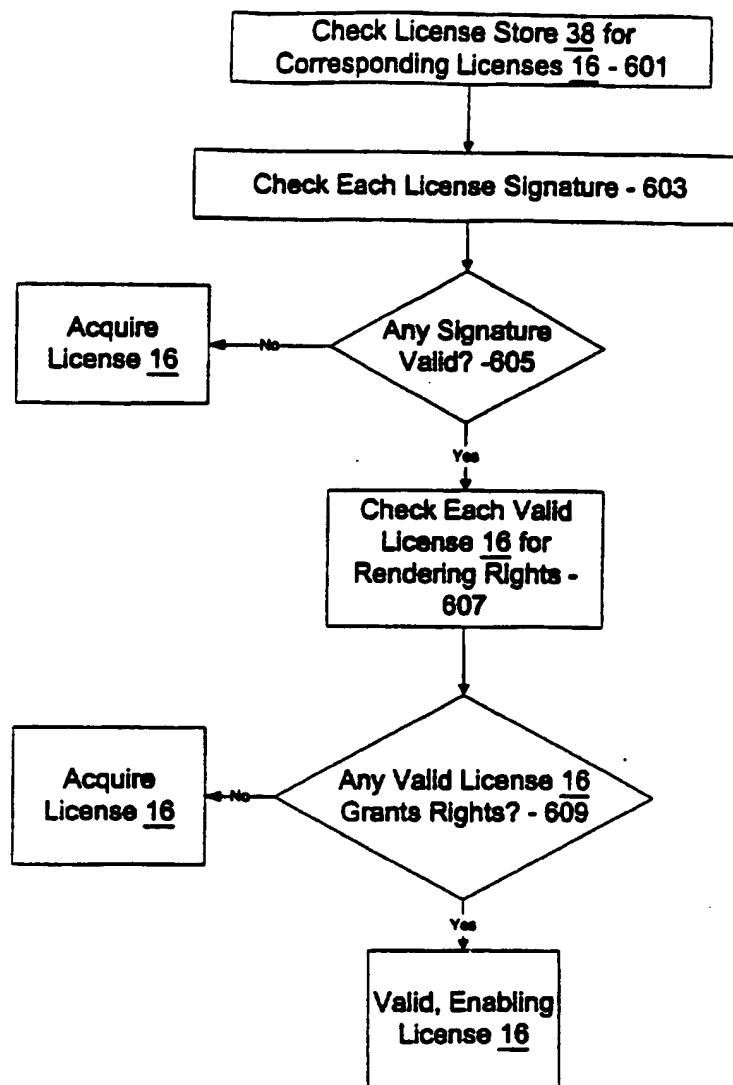 Check License Store 38 for
Corresponding Licenses 16 - 601
Check Each License Signature - 603
Acquire
License 16
No
Any Signature
Valid? -605
Yes
Check Each Valid
License 16 for
Rendering Rights -
607
Acquire
License 16
No
Any Valid License 16
Grants Rights? - 609
Yes
Valid, Enabling
License 16